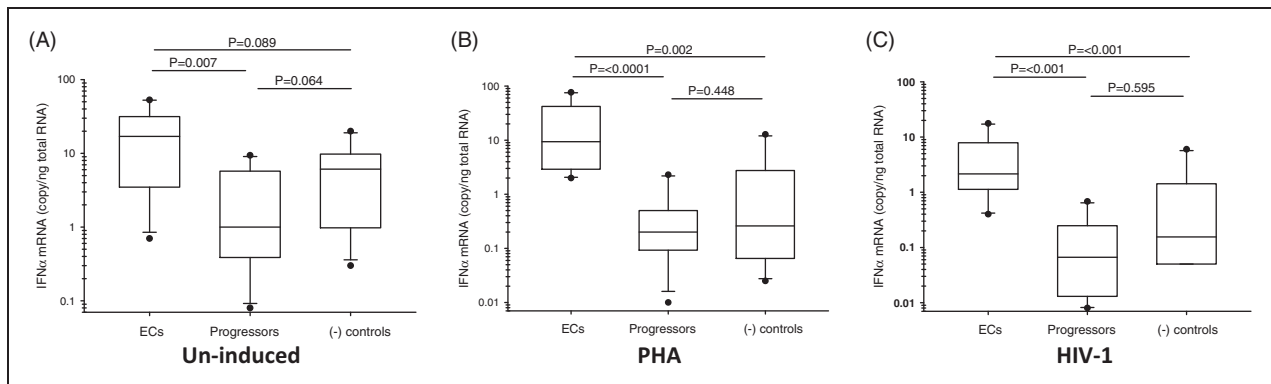 (A)
P=0.089
P=0.007
P=0.064
100
10
1
0.1
IFNα mRNA (copy/ng total RNA)
ECs Progressors (-) controls
Un-induced
(B)
P=0.002
P=<0.0001
P=0.448
100
10
1
0.1
0.01
IFNα mRNA (copy/ng total RNA)
ECs Progressors (-) controls
PHA
(C)
P=<0.001
P=<0.001
P=0.595
100
10
1
0.1
0.01
IFNα mRNA (copy/ng total RNA)
ECs Progressors (-) controls
HIV-1